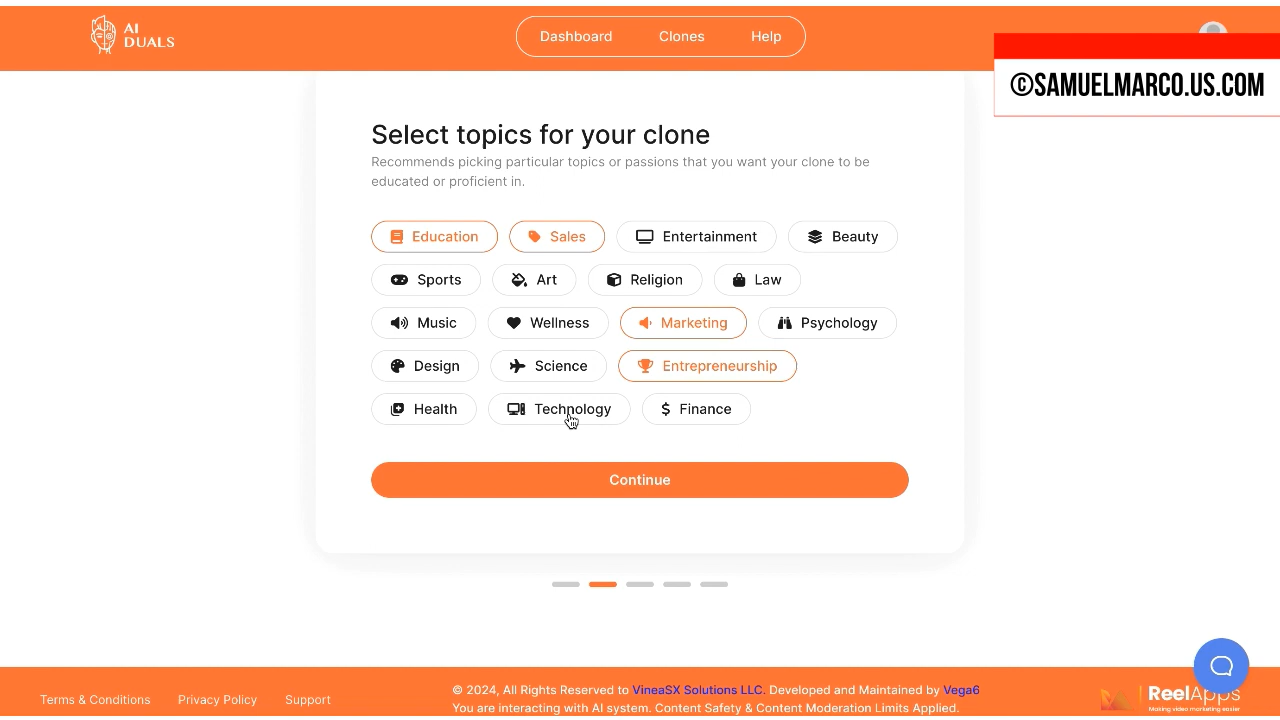 AI
DUALS
Dashboard Clones Help
©SAMUELMARCO.US.COM
Select topics for your clone
Recommends picking particular topics or passions that you want your clone to be
educated or proficient in.
Education Sales Entertainment Beauty
Sports Art Religion Law
Music Wellness Marketing Psychology
Design Science Entrepreneurship
Health Technology Finance
Continue
Terms & Conditions Privacy Policy Support
© 2024, All Rights Reserved to VineaSX Solutions LLC. Developed and Maintained by Vega6
You are interacting with AI system. Content Safety & Content Moderation Limits Applied.
ReelApps
Making video marketing easier